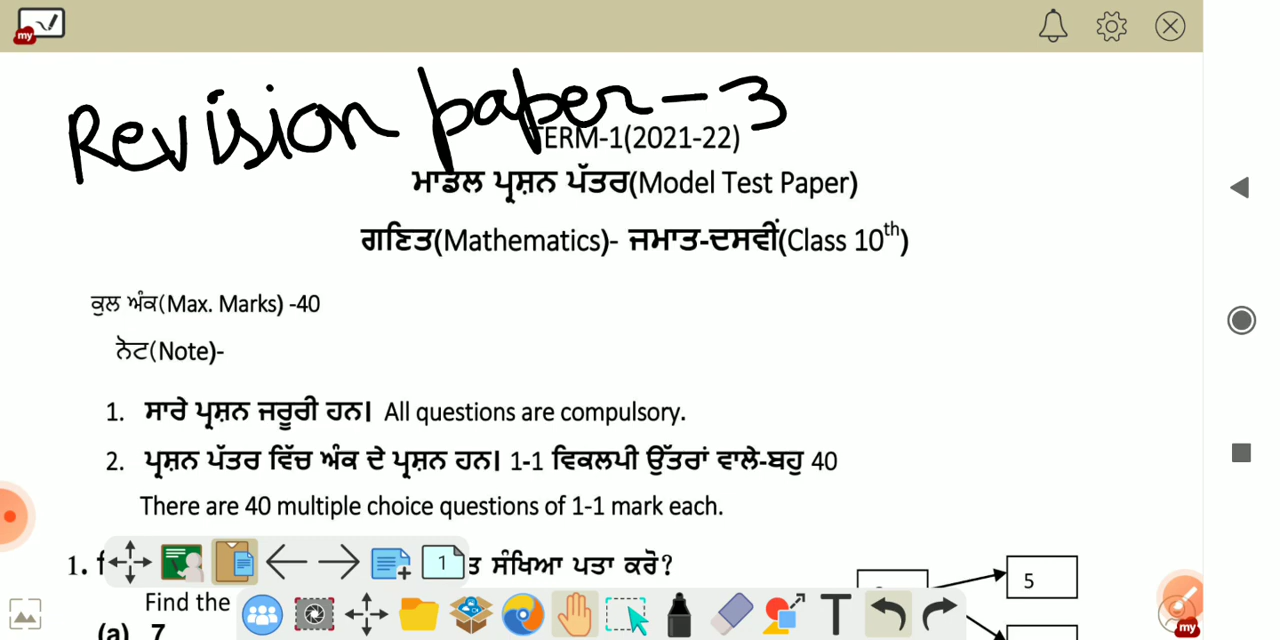 Revision paper-3
TERM-1(2021-22)
ਮਾਡਲ ਪ੍ਰਸ਼ਨ ਪੱਤਰ(Model Test Paper)
ਗਣਿਤ(Mathematics)- ਜਮਾਤ-ਦਸਵੀਂ(Class 10th)
ਕੁਲ ਅੰਕ(Max. Marks) -40
ਨੋਟ(Note)-
1. ਸਾਰੇ ਪ੍ਰਸ਼ਨ ਜਰੂਰੀ ਹਨ। All questions are compulsory.
2. ਪ੍ਰਸ਼ਨ ਪੱਤਰ ਵਿੱਚ ਅੰਕ ਦੇ ਪ੍ਰਸ਼ਨ ਹਨ। 1-1 ਵਿਕਲਪੀ ਉੱਤਰਾਂ ਵਾਲੇ-ਬਹੁ 40
There are 40 multiple choice questions of 1-1 mark each.
1. ਸੰਖਿਆ ਪਤਾ ਕਰੋ?
5
Find the
(a) 7
1
T
my
my